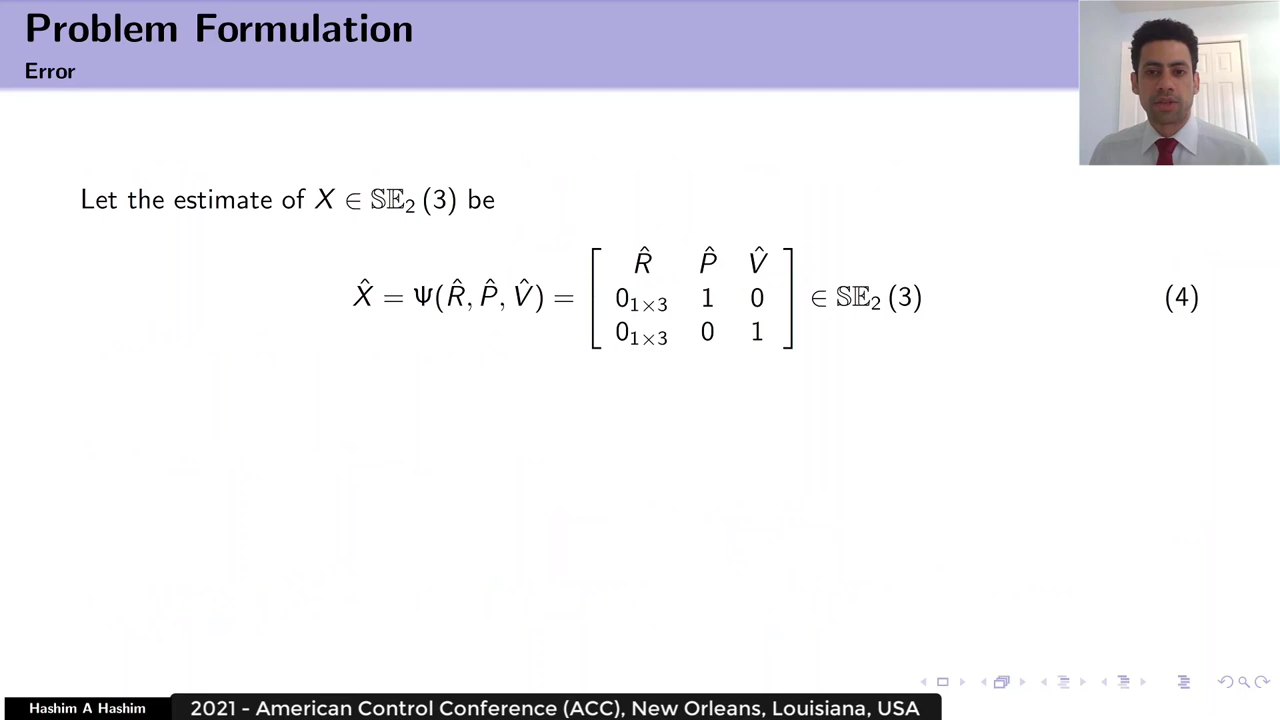 Problem Formulation
Error
Let the estimate of X ∈ 𝕊𝔼₂ (3) be
X̂ = Ψ(R̂, P̂, V̂) = [ R̂ P̂ V̂ ; 0₁ₓ₃ 1 0 ; 0₁ₓ₃ 0 1 ] ∈ 𝕊𝔼₂ (3) (4)
Hashim A Hashim 2021 - American Control Conference (ACC), New Orleans, Louisiana, USA